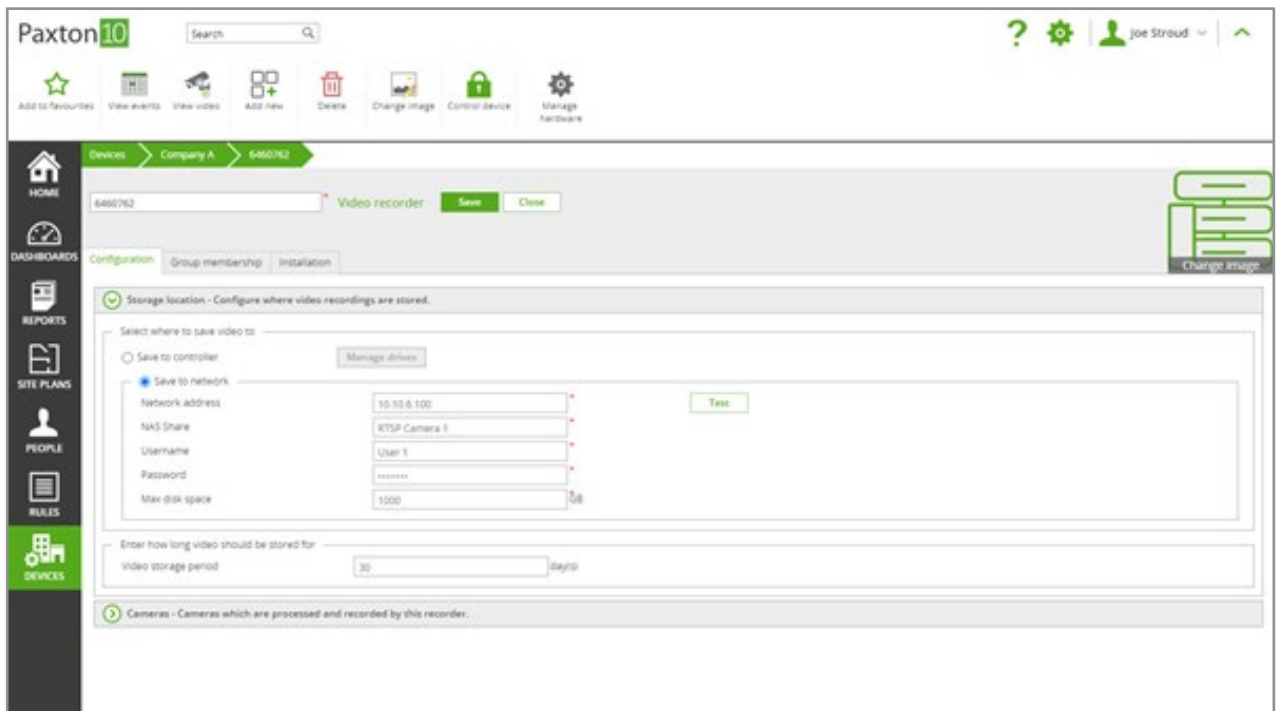 Paxton 10
Search
Joe Stroud
Add to favourites
View events
View video
Add new
Delete
Change image
Control device
Manage
hardware
Devices
Company A
6460762
HOME
6460762
* Video recorder
Save
Close
DASHBOARDS
Configuration
Group membership
Installation
Change image
Storage location - Configure where video recordings are stored.
REPORTS
Select where to save video to
Save to controller
Manage drives
SITE PLANS
Save to network
Network address
10.10.6.100
*
Test
NAS Share
RTSP Camera 1
*
Username
User 1
*
PEOPLE
Password
••••••••
*
Max disk space
1000
*
GB
RULES
Enter how long video should be stored for
Video storage period
30
day(s)
DEVICES
Cameras - Cameras which are processed and recorded by this recorder.